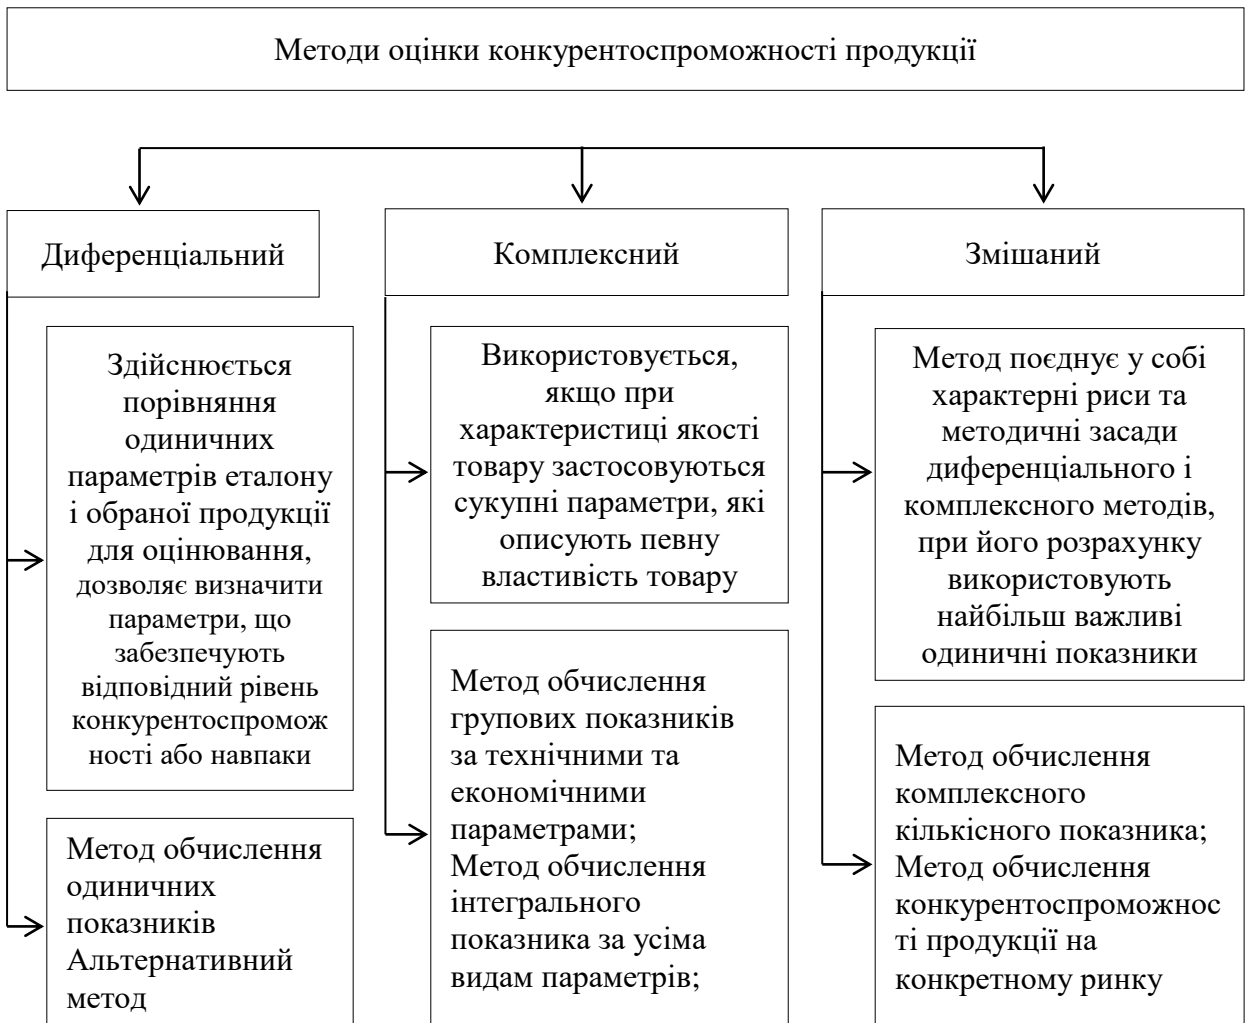 Методи оцінки конкурентоспроможності продукції
Диференціальний
Здійснюється
порівняння
одиничних
параметрів еталону
і обраної продукції
для оцінювання,
дозволяє визначити
параметри, що
забезпечують
відповідний рівень
конкурентоспромож
ності або навпаки
Метод обчислення
одиничних
показників
Альтернативний
метод
Комплексний
Використовується,
якщо при
характеристиці якості
товару застосовуються
сукупні параметри, які
описують певну
властивість товару
Метод обчислення
групових показників
за технічними та
економічними
параметрами;
Метод обчислення
інтегрального
показника за усіма
видам параметрів;
Змішаний
Метод поєднує у собі
характерні риси та
методичні засади
диференціального і
комплексного методів,
при його розрахунку
використовують
найбільш важливі
одиничні показники
Метод обчислення
комплексного
кількісного показника;
Метод обчислення
конкурентоспроможнос
ті продукції на
конкретному ринку